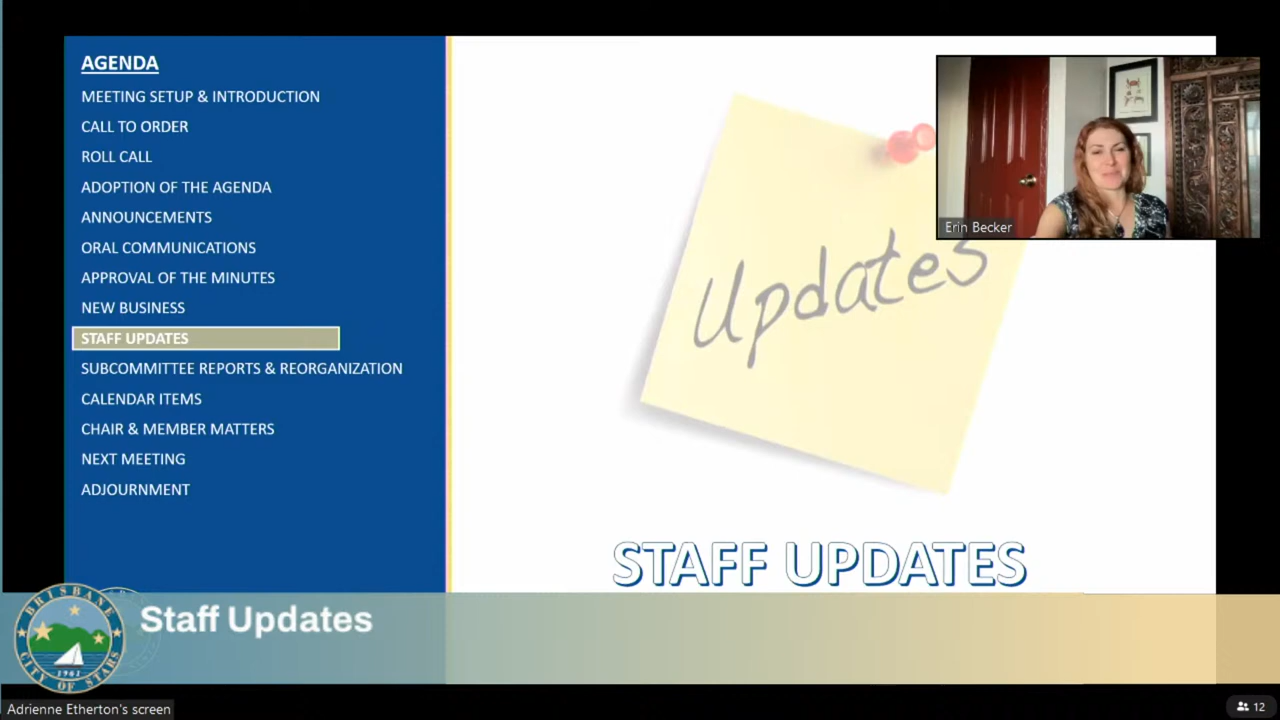 AGENDA
MEETING SETUP & INTRODUCTION
CALL TO ORDER
ROLL CALL
ADOPTION OF THE AGENDA
ANNOUNCEMENTS
ORAL COMMUNICATIONS
APPROVAL OF THE MINUTES
NEW BUSINESS
STAFF UPDATES
SUBCOMMITTEE REPORTS & REORGANIZATION
CALENDAR ITEMS
CHAIR & MEMBER MATTERS
NEXT MEETING
ADJOURNMENT
Updates
Erin Becker
STAFF UPDATES
BRISBANE
1961
CITY OF STARS
Staff Updates
Adrienne Etherton's screen
12